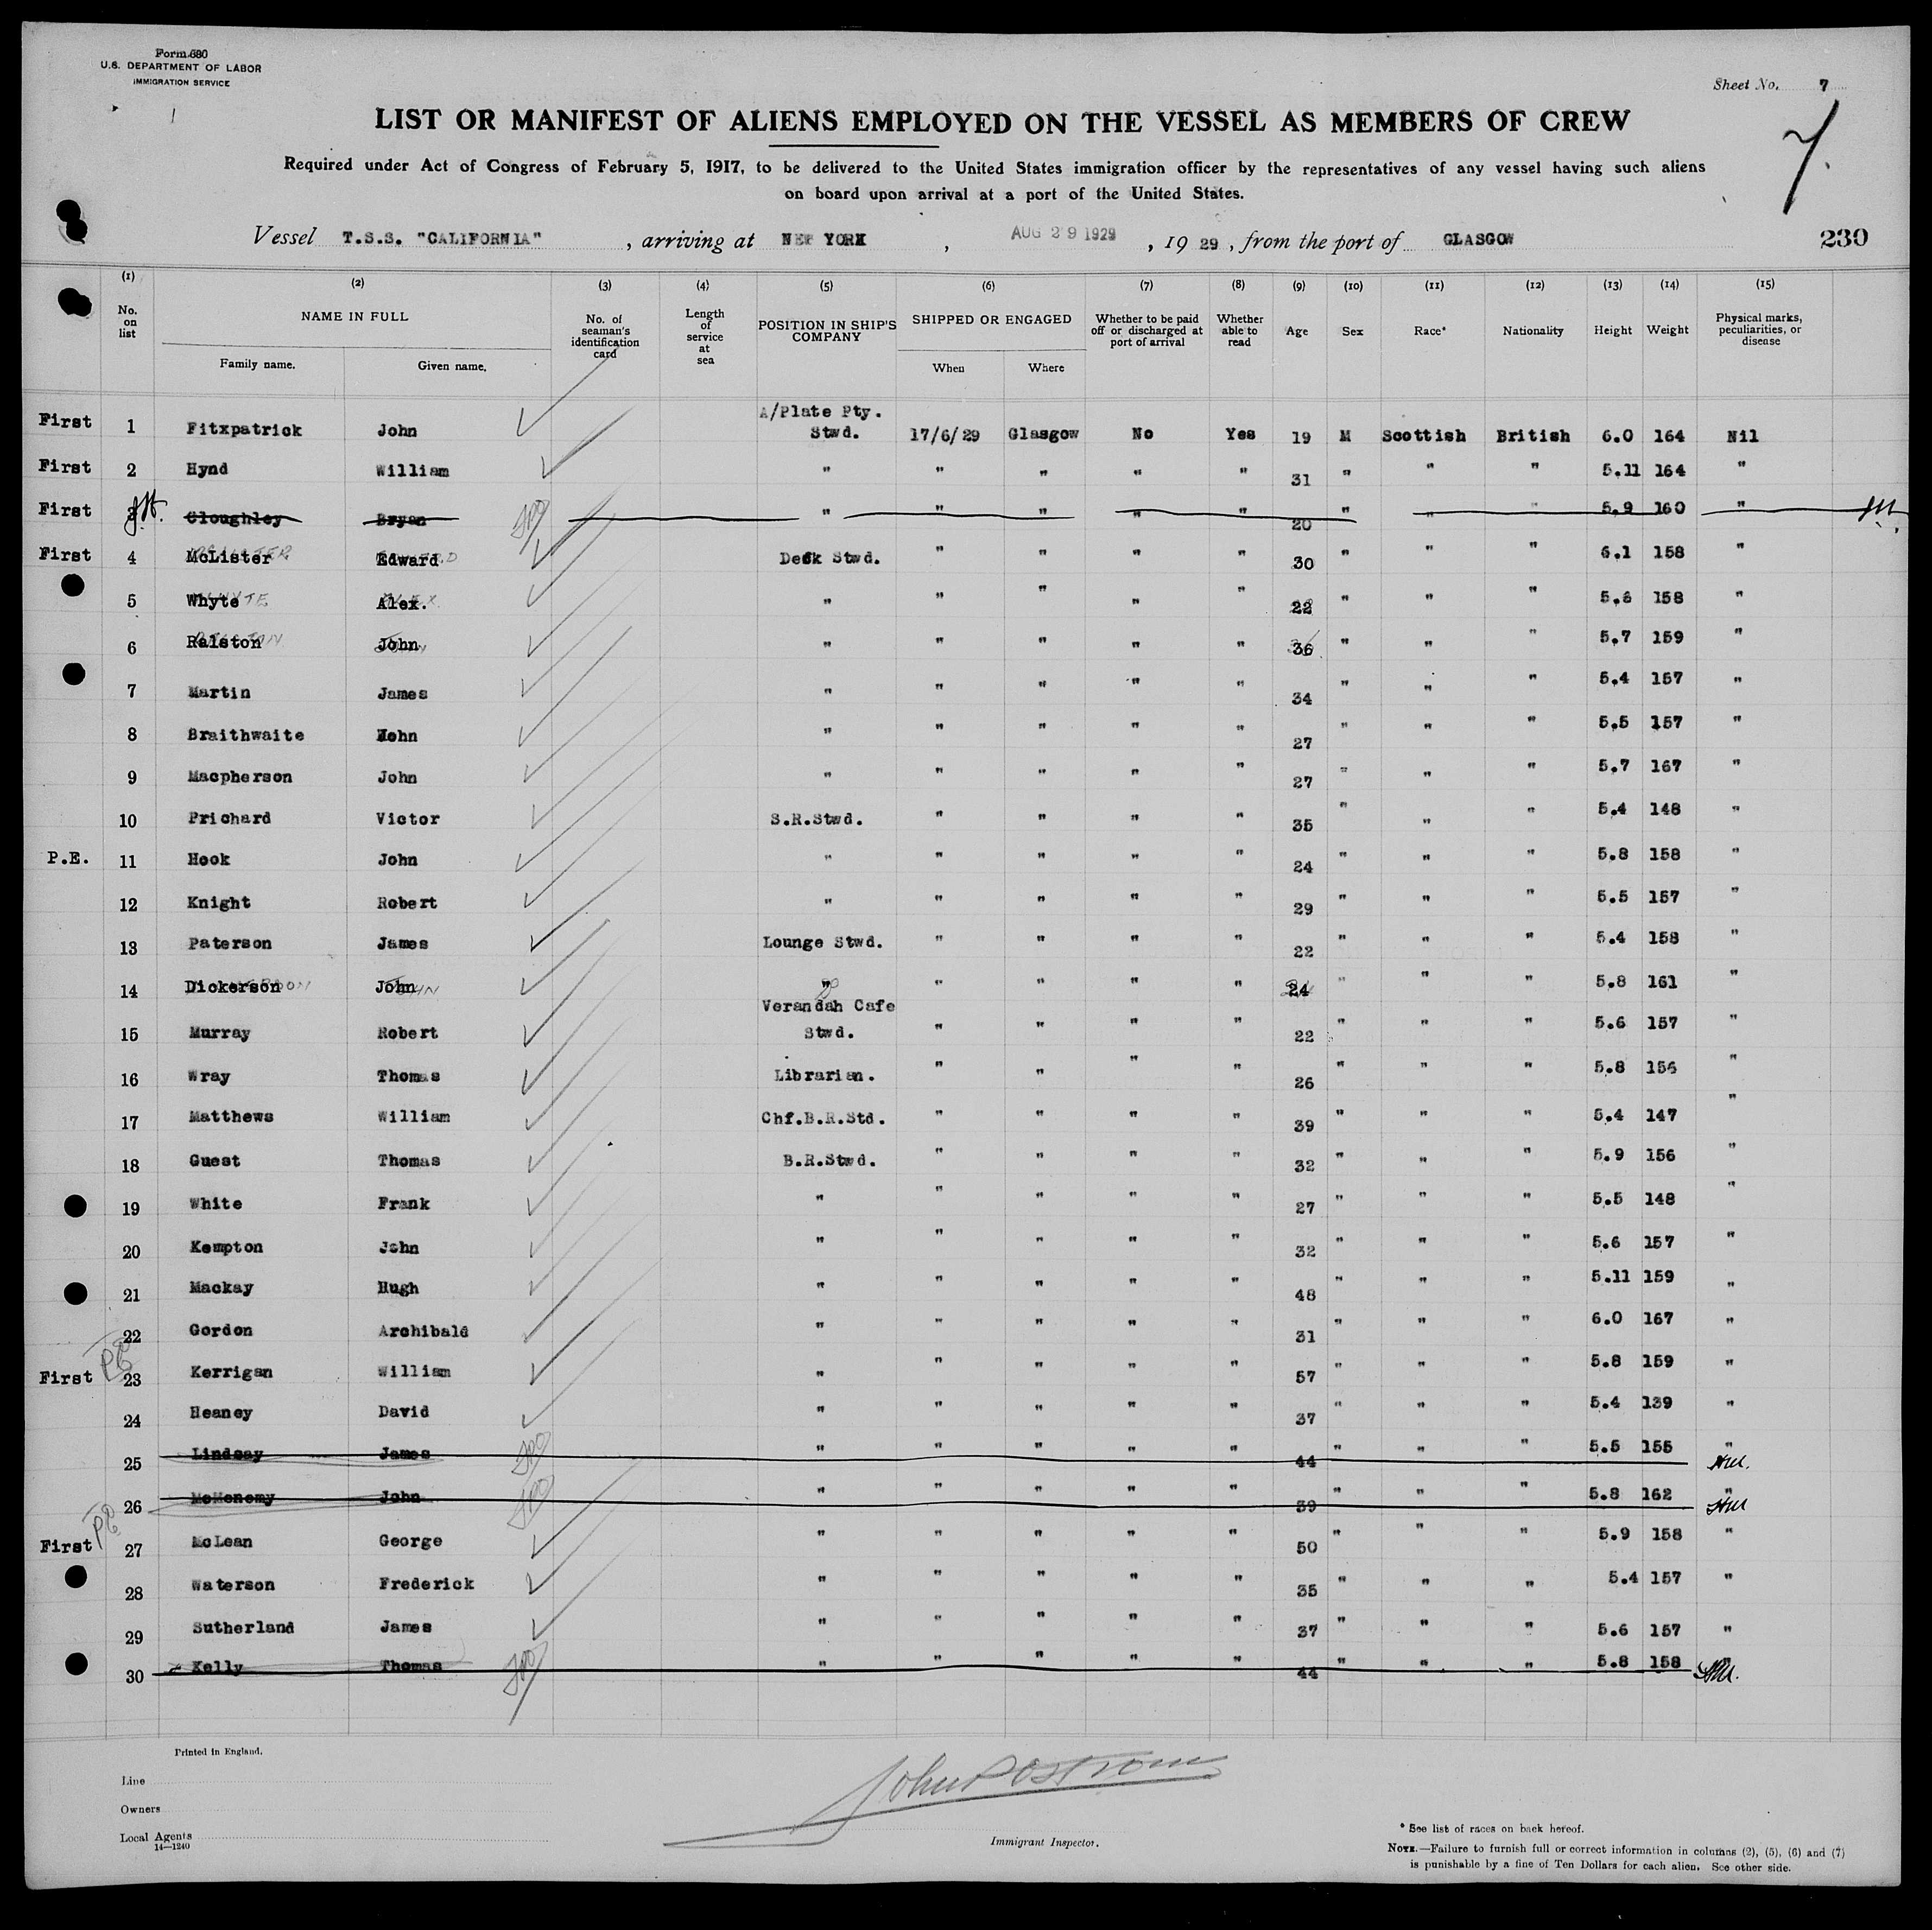 Form 680
U.S. DEPARTMENT OF LABOR
IMMIGRATION SERVICE
Sheet No. 7
7.
LIST OR MANIFEST OF ALIENS EMPLOYED ON THE VESSEL AS MEMBERS OF CREW
Required under Act of Congress of February 5, 1917, to be delivered to the United States immigration officer by the representatives of any vessel having such aliens
on board upon arrival at a port of the United States.
Vessel T.S.S. "CALIFORNIA" , arriving at NEW YORK , AUG 29 1929 , 19 29 , from the port of GLASGOW 230
(1) (2) (3) (4) (5) (6) (7) (8) (9) (10) (11) (12) (13) (14) (15)
No. on list NAME IN FULL Family name. Given name. No. of seaman's identification card Length of service at sea POSITION IN SHIP'S COMPANY SHIPPED OR ENGAGED When Where Whether to be paid off or discharged at port of arrival Whether able to read Age Sex Race* Nationality Height Weight Physical marks, peculiarities, or disease
First 1 Fitxpatrick John A/Plate Pty. Stwd. 17/6/29 Glasgow No Yes 19 M Scottish British 6.0 164 Nil
First 2 Hynd William " " " " " 31 " " " 5.11 164 "
First 3 Cloughley Bryan " " " " " 20 " " " 5.9 160 "
First 4 McLister Edward Deck Stwd. " " " " 30 " " " 6.1 158 "
5 Whyte Alex. " " " " " 22 " " " 5.6 158 "
6 Ralston John " " " " " 36 " " " 5.7 159 "
7 Martin James " " " " " 34 " " " 5.4 157 "
8 Braithwaite John " " " " " 27 " " " 5.5 157 "
9 Macpherson John " " " " " 27 " " " 5.7 167 "
10 Prichard Victor S.R.Stwd. " " " " 35 " " " 5.4 148 "
P.E. 11 Hook John " " " " " 24 " " " 5.8 158 "
12 Knight Robert " " " " " 29 " " " 5.5 157 "
13 Paterson James Lounge Stwd. " " " " 22 " " " 5.4 158 "
14 Dickerson John " " " " " 24 " " " 5.8 161 "
15 Murray Robert Verandah Cafe Stwd. " " " " 22 " " " 5.6 157 "
16 Wray Thomas Librarian. " " " " 26 " " " 5.8 156 "
17 Matthews William Chf.B.R.Std. " " " " 39 " " " 5.4 147 "
18 Guest Thomas B.R.Stwd. " " " " 32 " " " 5.9 156 "
19 White Frank " " " " " 27 " " " 5.5 148 "
20 Kempton John " " " " " 32 " " " 5.6 157 "
21 Mackay Hugh " " " " " 48 " " " 5.11 159 "
22 Gordon Archibald " " " " " 31 " " " 6.0 167 "
First PE 23 Kerrigan William " " " " " 57 " " " 5.8 159 "
24 Heaney David " " " " " 37 " " " 5.4 139 "
25 Lindsay James " " " " " 44 " " " 5.5 155 "
26 McMenemy John " " " " " 39 " " " 5.8 162 "
First PE 27 McLean George " " " " " 50 " " " 5.9 158 "
28 Waterson Frederick " " " " " 35 " " " 5.4 157 "
29 Sutherland James " " " " " 37 " " " 5.6 157 "
30 Kelly Thomas " " " " " 44 " " " 5.8 158 "
Printed in England.
Line
Owners
Local Agents
14—1240
Immigrant Inspector.
* See list of races on back hereof.
NOTE.—Failure to furnish full or correct information in columns (2), (5), (6) and (7)
is punishable by a fine of Ten Dollars for each alien. See other side.